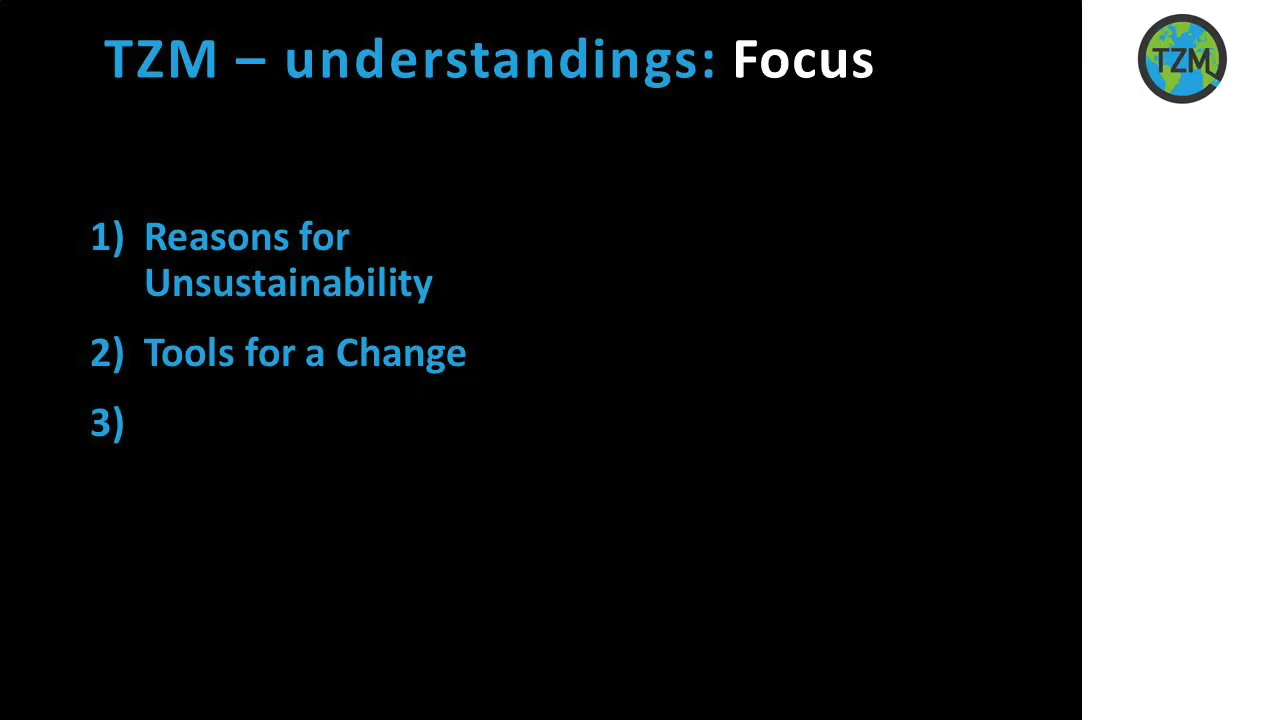 TZM – understandings: Focus
TZM
1) Reasons for
Unsustainability
2) Tools for a Change
3)